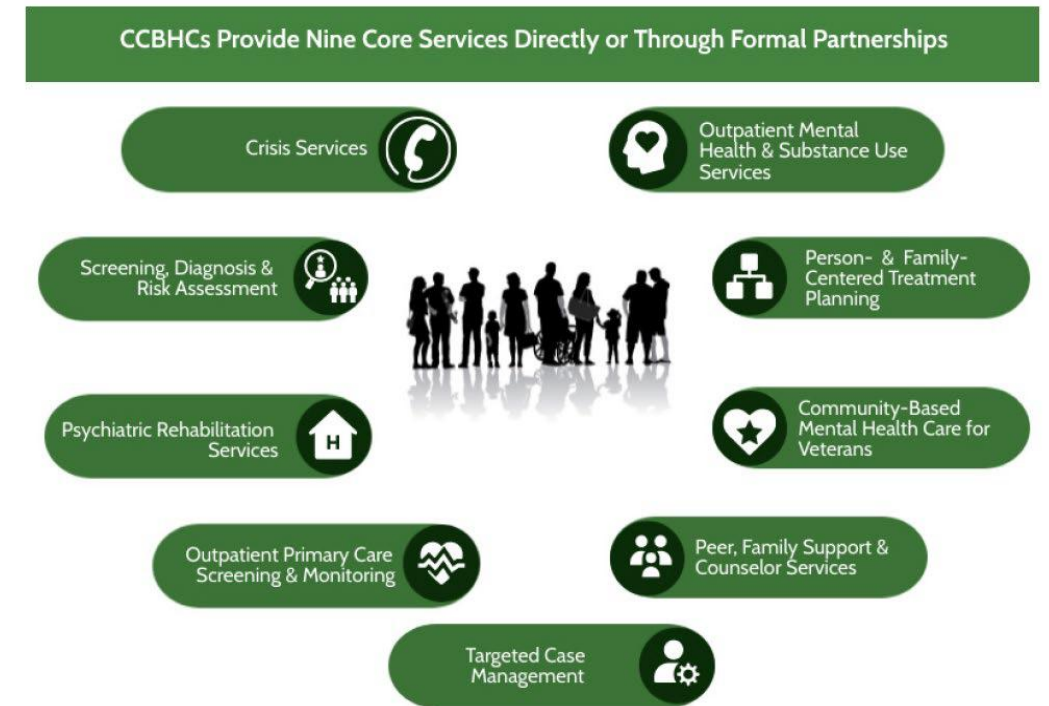 CCBHCs Provide Nine Core Services Directly or Through Formal Partnerships
Crisis Services
Outpatient Mental
Health & Substance Use
Services
Screening, Diagnosis &
Risk Assessment
Person- & Family-
Centered Treatment
Planning
Psychiatric Rehabilitation
Services
H
Community-Based
Mental Health Care for
Veterans
Outpatient Primary Care
Screening & Monitoring
Peer, Family Support &
Counselor Services
Targeted Case
Management